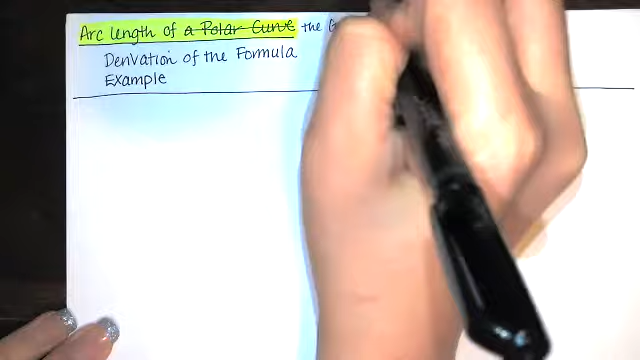 Arc length of a Polar Curve the
Derivation of the Formula
Example